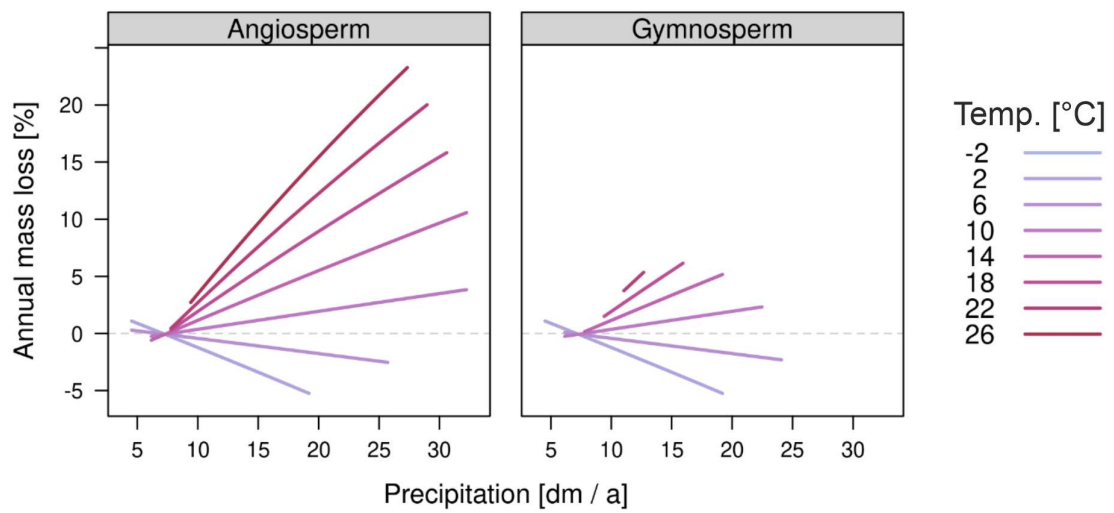 Angiosperm
Gymnosperm
Annual mass loss [%]
20
15
10
5
0
-5
5 10 15 20 25 30
5 10 15 20 25 30
Precipitation [dm / a]
Temp. [°C]
-2
2
6
10
14
18
22
26